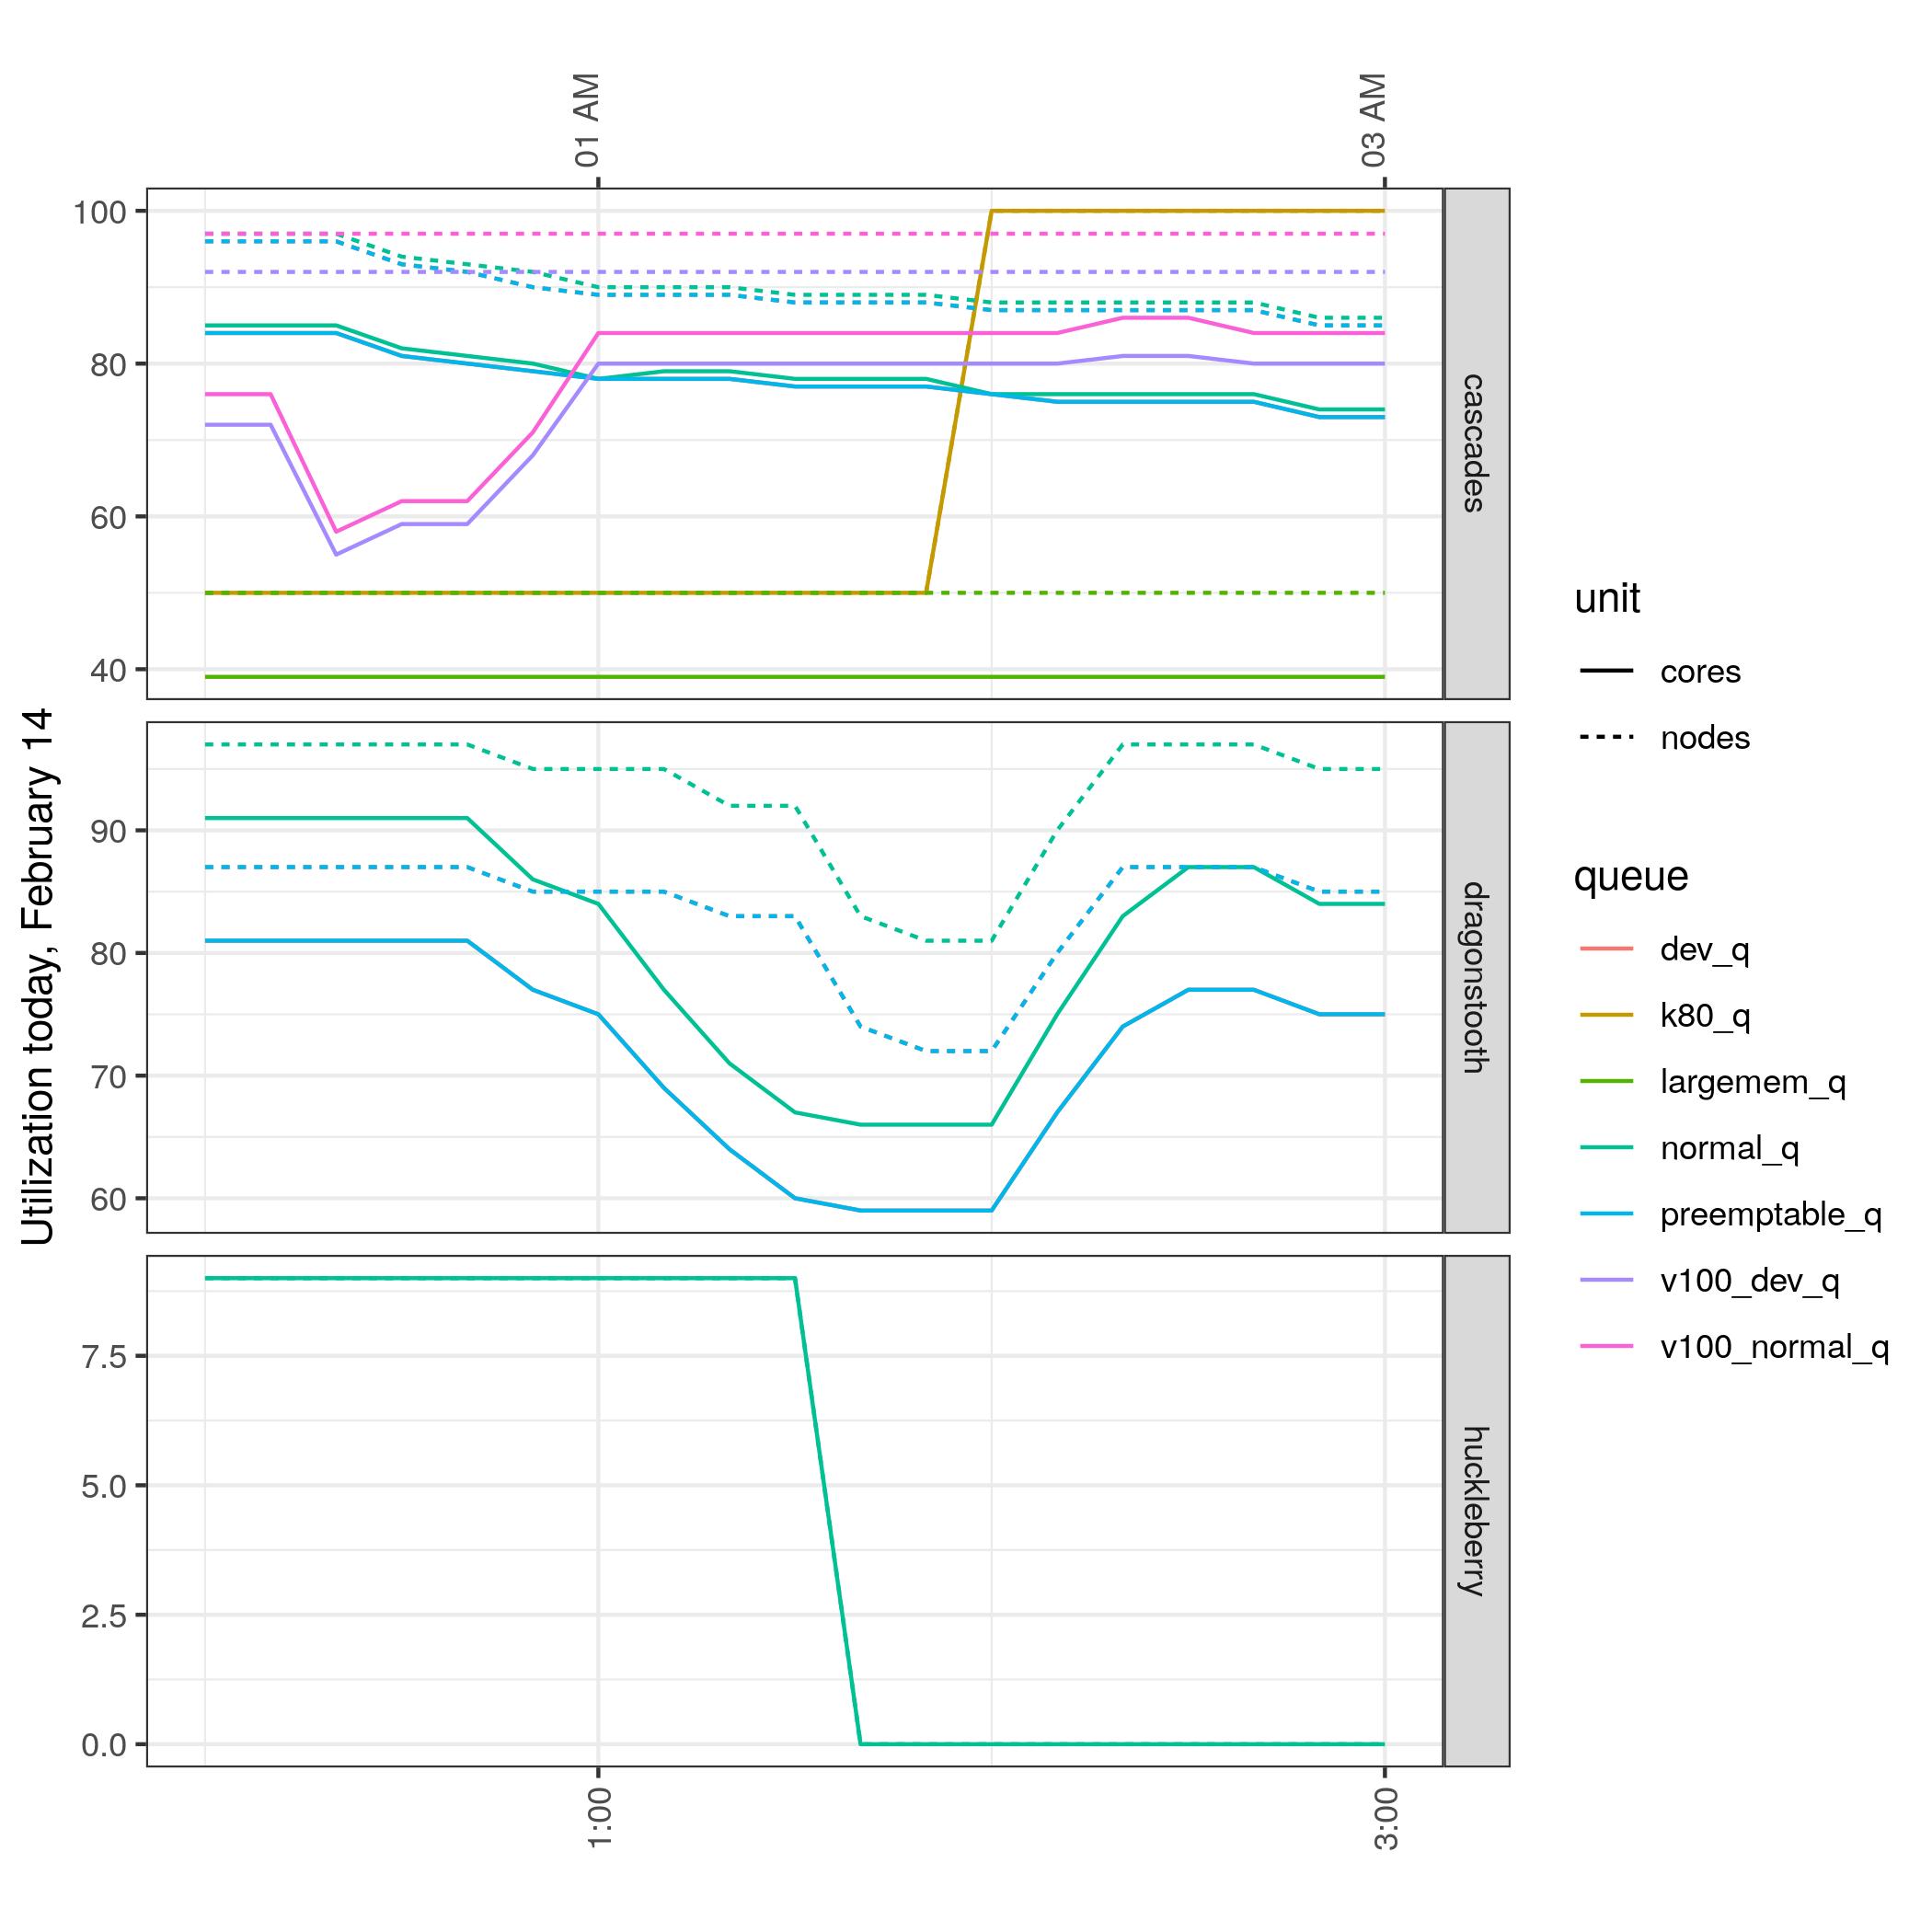 01 AM
03 AM
Utilization today, February 14
100
80
60
40
cascades
90
80
70
60
dragonstooth
7.5
5.0
2.5
0.0
huckleberry
1:00
3:00
unit
cores
nodes
queue
dev_q
k80_q
largemem_q
normal_q
preemptable_q
v100_dev_q
v100_normal_q